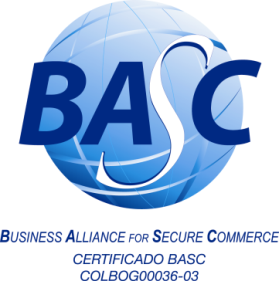 BASC
BUSINESS ALLIANCE FOR SECURE COMMERCE
CERTIFICADO BASC
COLBOG00036-03